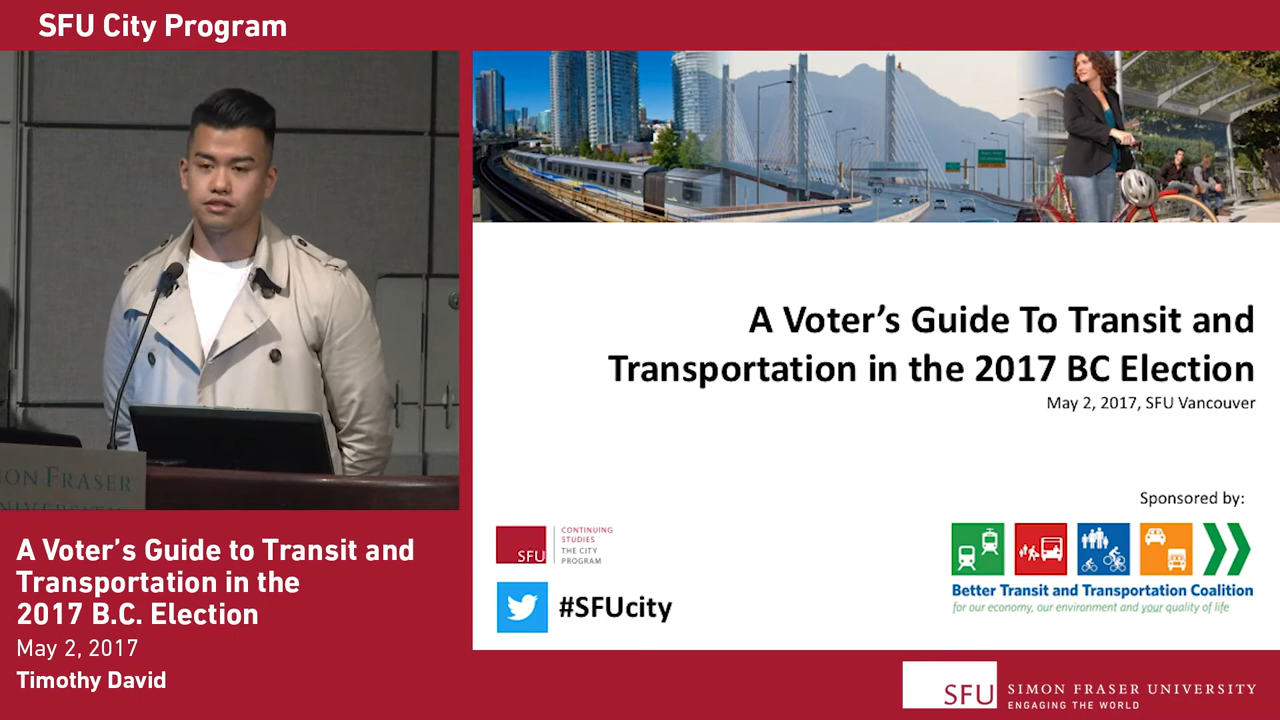 SFU City Program
SIMON FRASER
UNIVERSITY
A Voter's Guide to Transit and
Transportation in the
2017 B.C. Election
May 2, 2017
Timothy David
A Voter's Guide To Transit and
Transportation in the 2017 BC Election
May 2, 2017, SFU Vancouver
Sponsored by:
SFU
CONTINUING
STUDIES
THE CITY
PROGRAM
#SFUcity
Better Transit and Transportation Coalition
for our economy, our environment and your quality of life
SFU
SIMON FRASER UNIVERSITY
ENGAGING THE WORLD